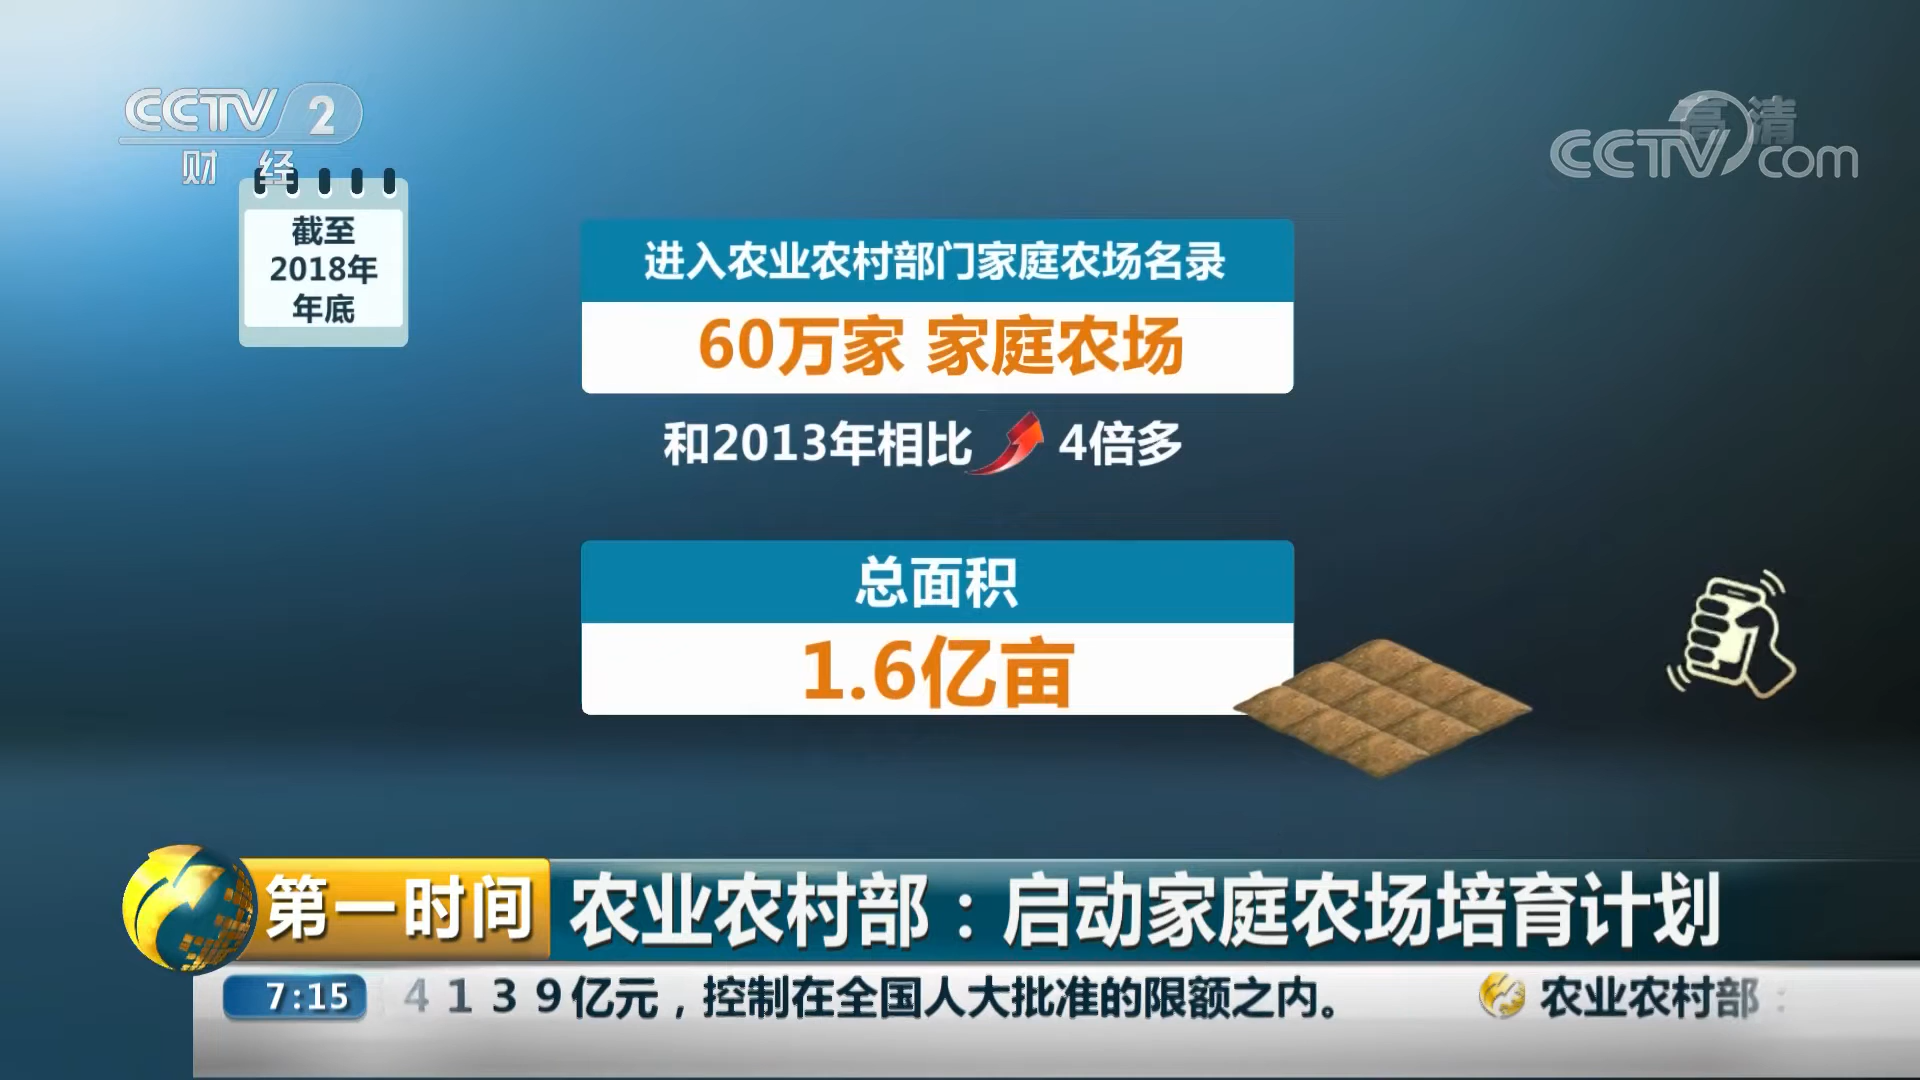 CCTV 2
财 经
高清
CCTV com
截至
2018年
年底
进入农业农村部门家庭农场名录
60万家 家庭农场
和2013年相比 4倍多
总面积
1.6亿亩
第一时间
农业农村部：启动家庭农场培育计划
7:15
4139亿元，控制在全国人大批准的限额之内。 农业农村部：